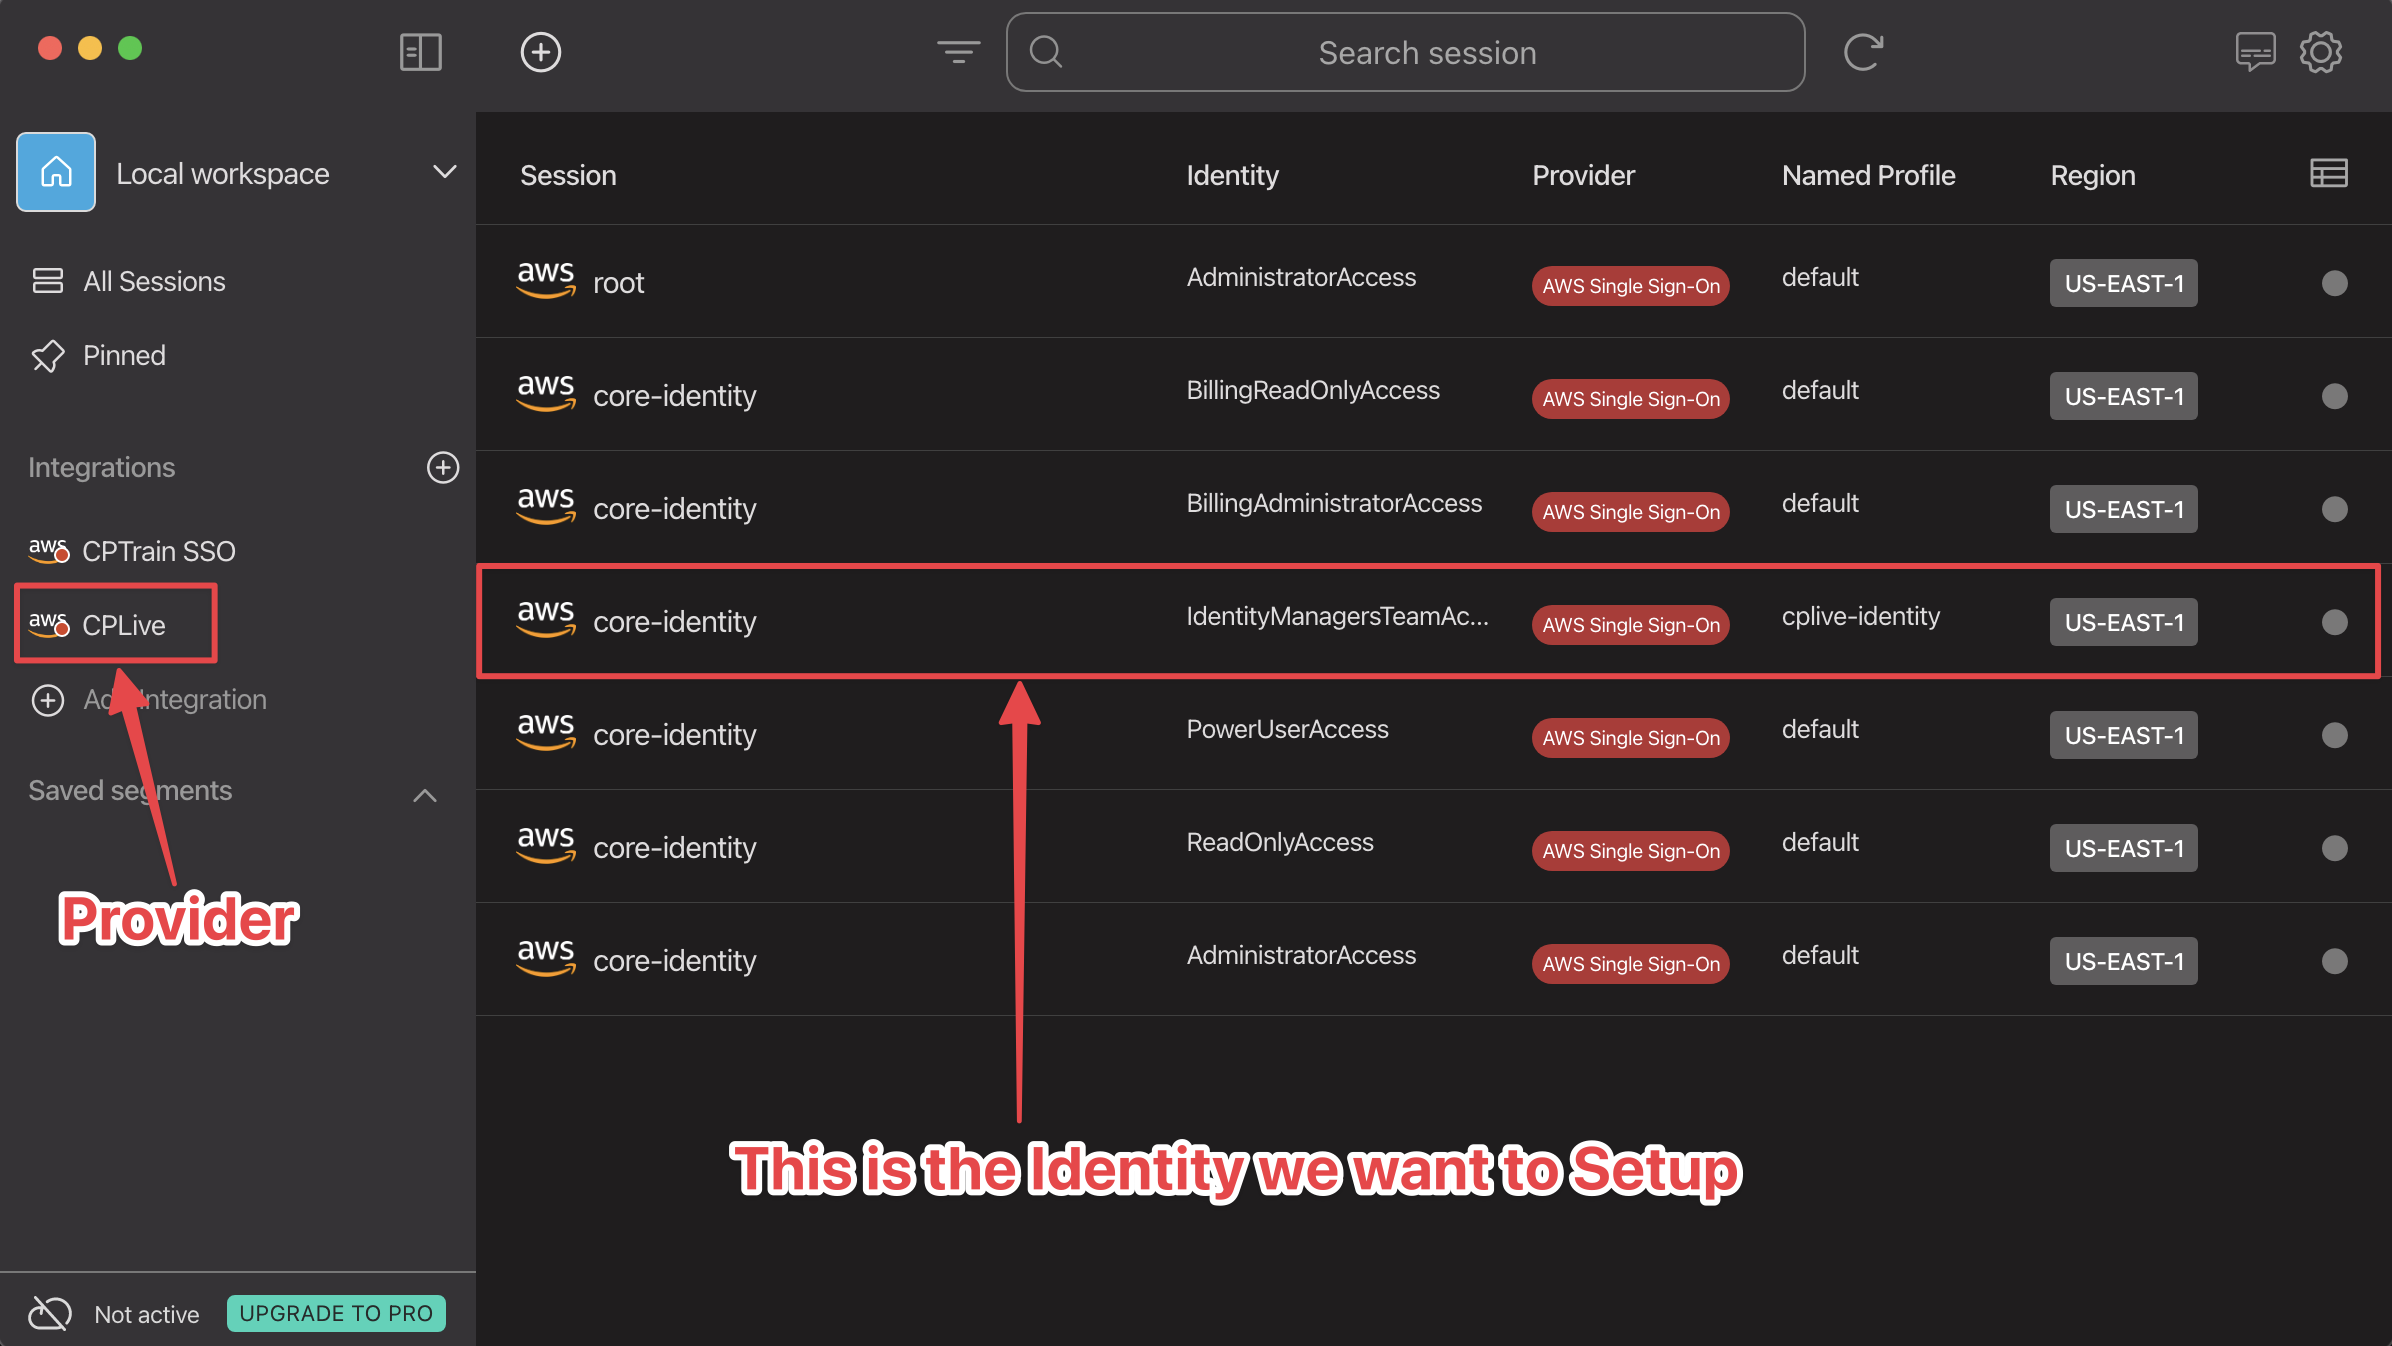 Search session
Local workspace
All Sessions
Pinned
Integrations
aws CPTrain SSO
aws CPLive
Add Integration
Saved segments
Provider
Not active UPGRADE TO PRO
Session Identity Provider Named Profile Region
aws root AdministratorAccess AWS Single Sign-On default US-EAST-1
aws core-identity BillingReadOnlyAccess AWS Single Sign-On default US-EAST-1
aws core-identity BillingAdministratorAccess AWS Single Sign-On default US-EAST-1
aws core-identity IdentityManagersTeamAc... AWS Single Sign-On cplive-identity US-EAST-1
aws core-identity PowerUserAccess AWS Single Sign-On default US-EAST-1
aws core-identity ReadOnlyAccess AWS Single Sign-On default US-EAST-1
aws core-identity AdministratorAccess AWS Single Sign-On default US-EAST-1
This is the Identity we want to Setup